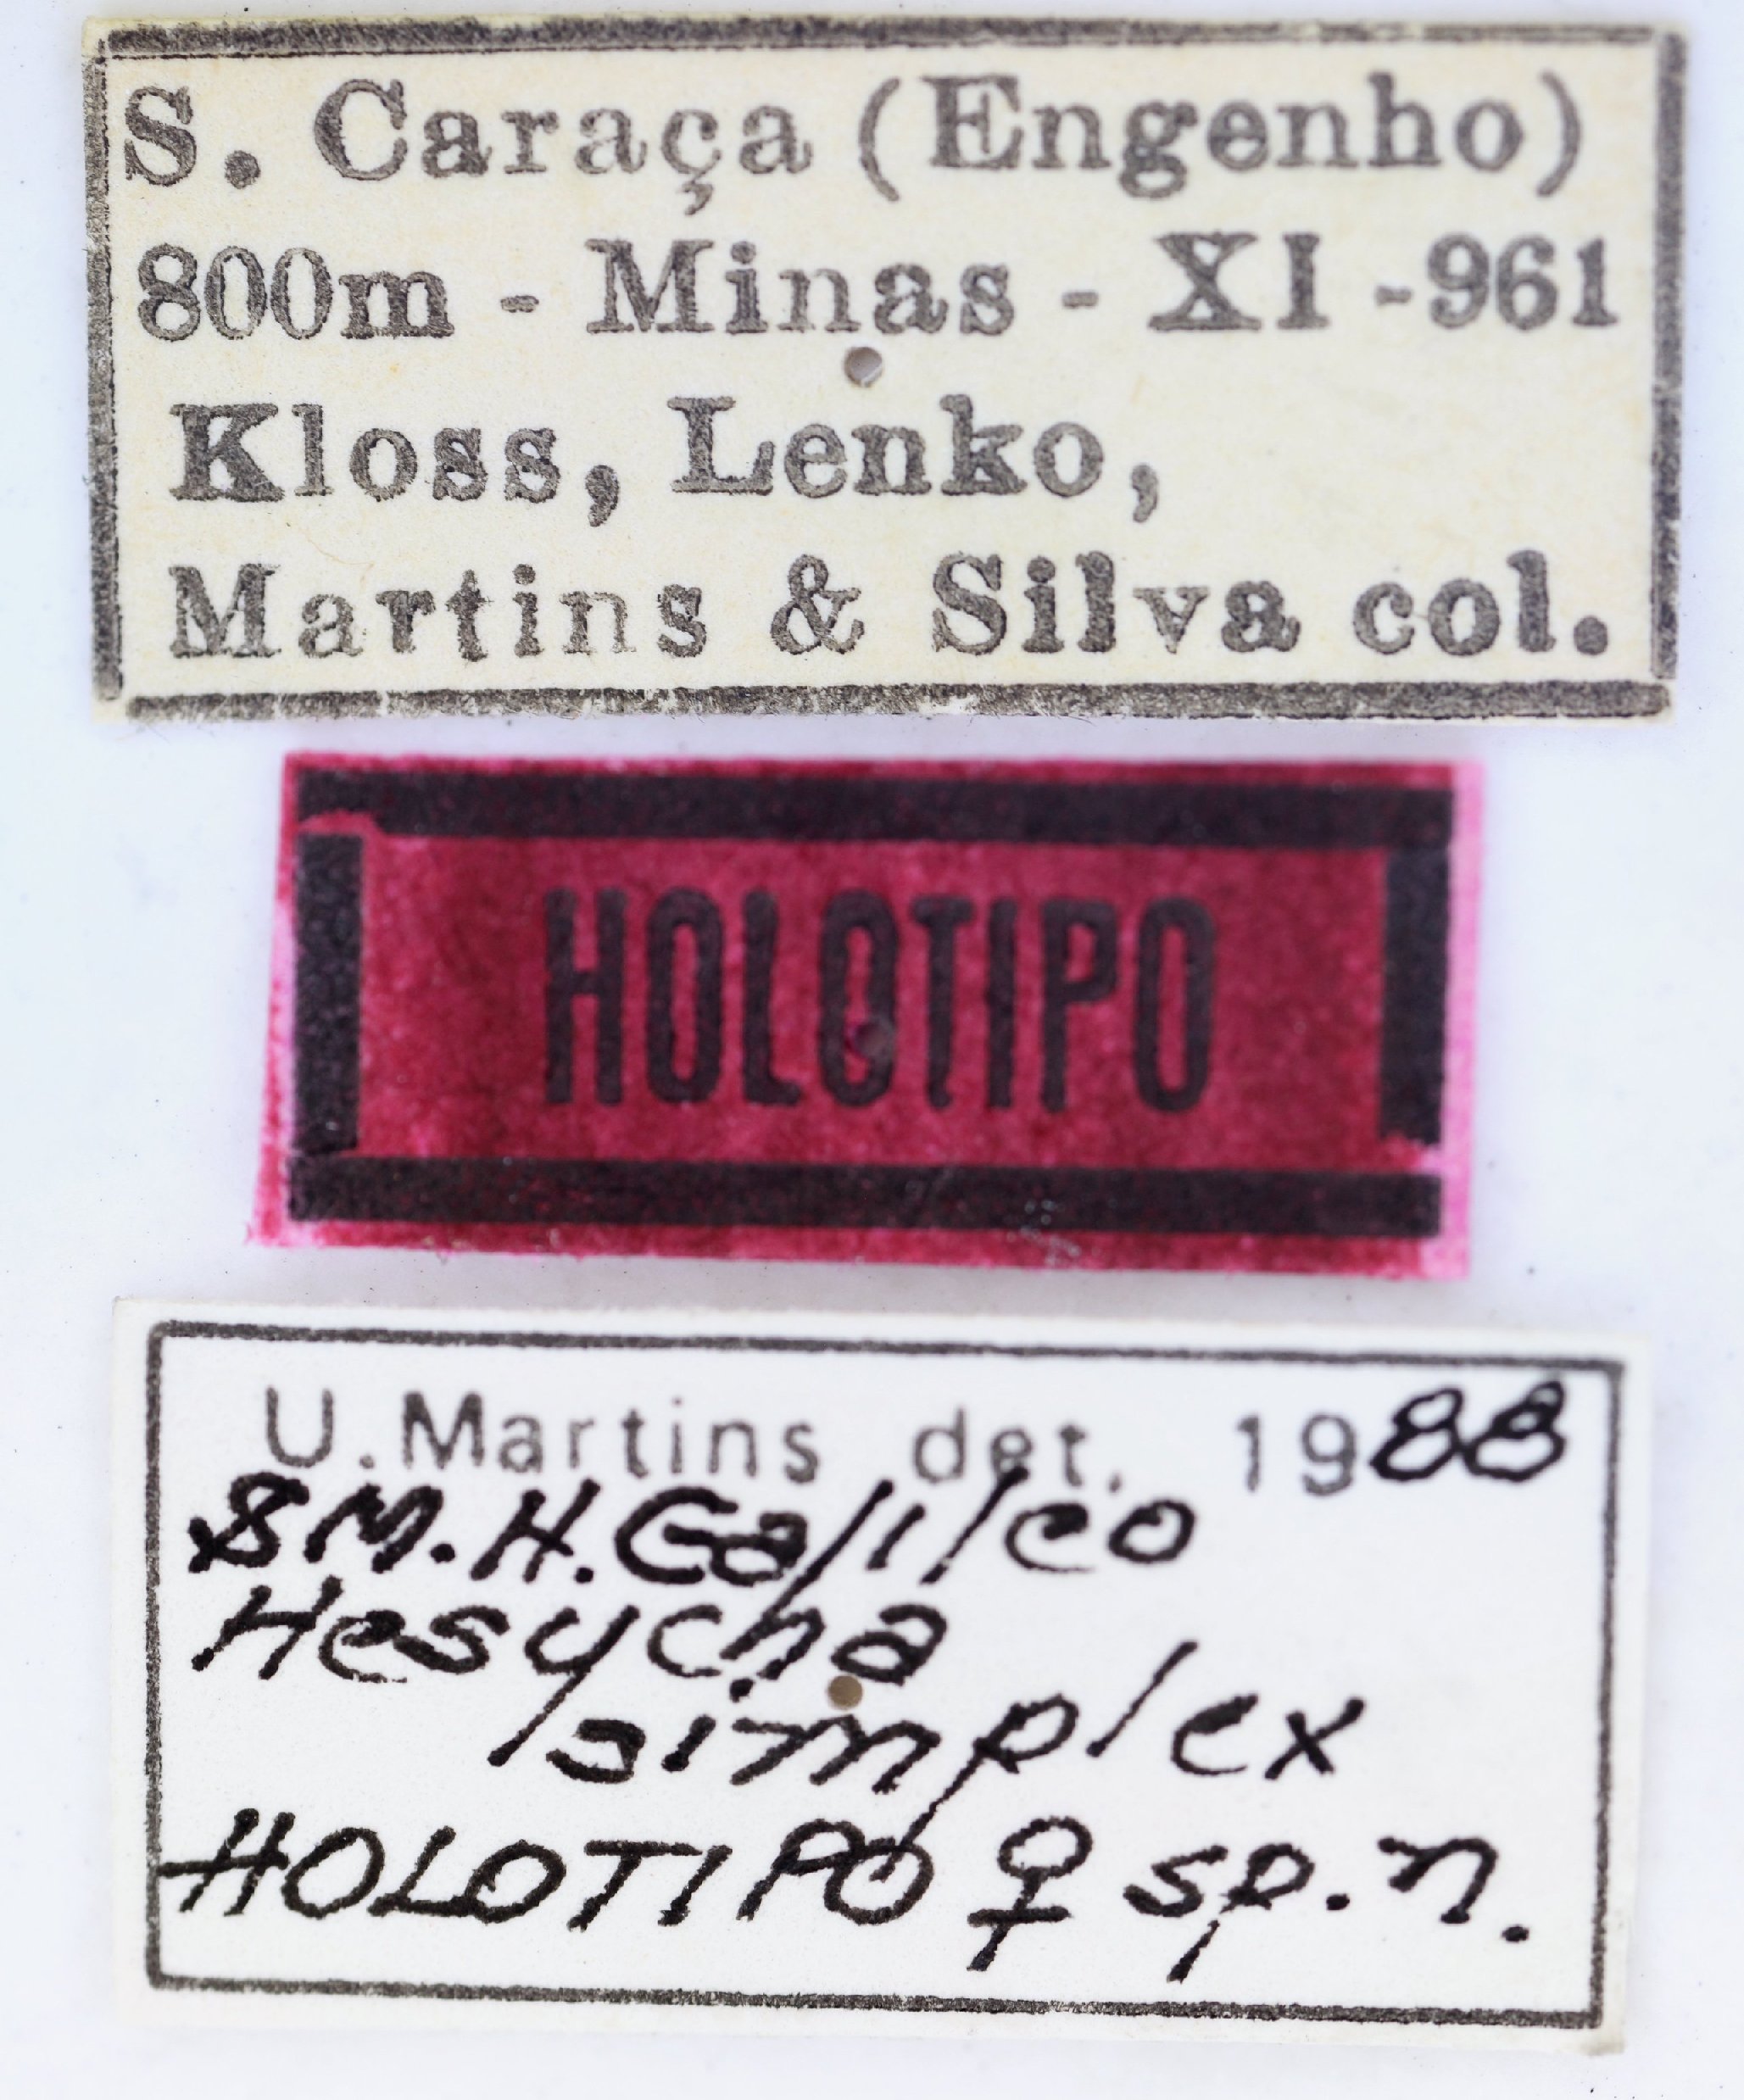 S. Caraça (Engenho)
800m - Minas - XI -961
Kloss, Lenko,
Martins & Silva col.
HOLOTIPO
U. Martins det. 1988
& M.H. Galileo
Hesycha
simplex
HOLOTIPO ♀ sp. n.